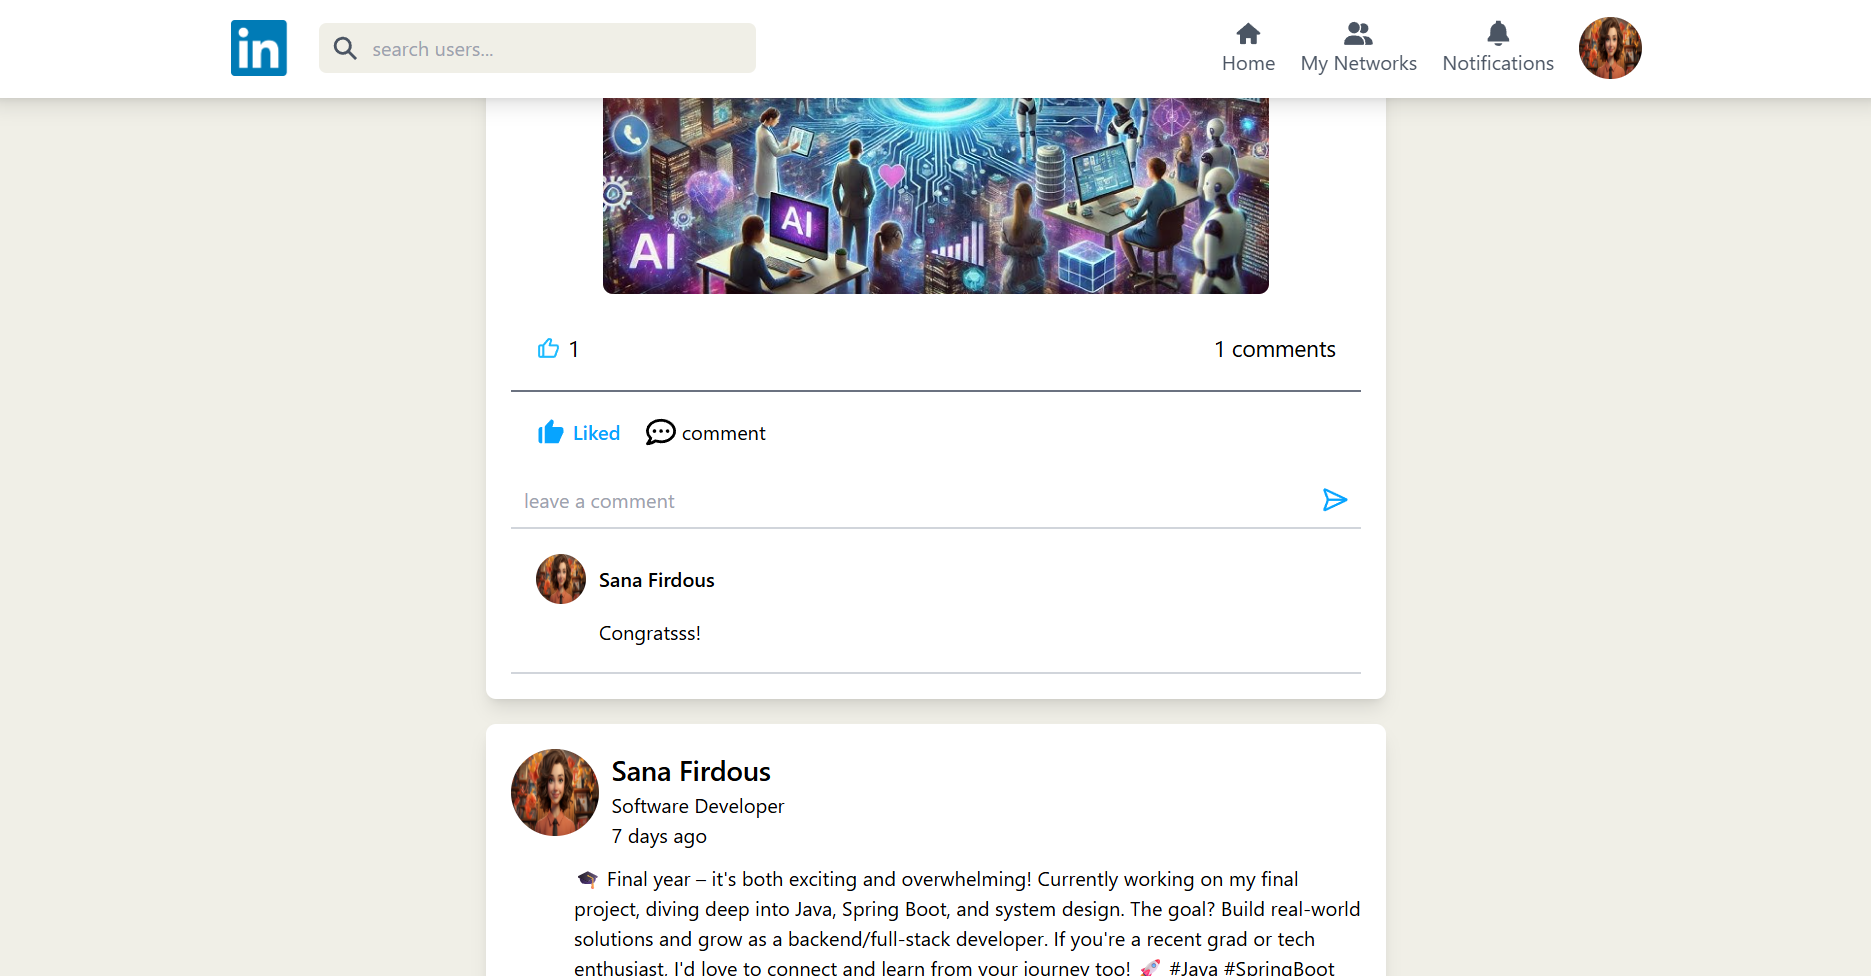 in
search users...
Home
My Networks
Notifications
AI
AI
1
1 comments
Liked
comment
leave a comment
Sana Firdous
Congratsss!
Sana Firdous
Software Developer
7 days ago
🎓 Final year – it's both exciting and overwhelming! Currently working on my final
project, diving deep into Java, Spring Boot, and system design. The goal? Build real-world
solutions and grow as a backend/full-stack developer. If you're a recent grad or tech
enthusiast, I'd love to connect and learn from your journey too! 🚀 #Java #SpringBoot